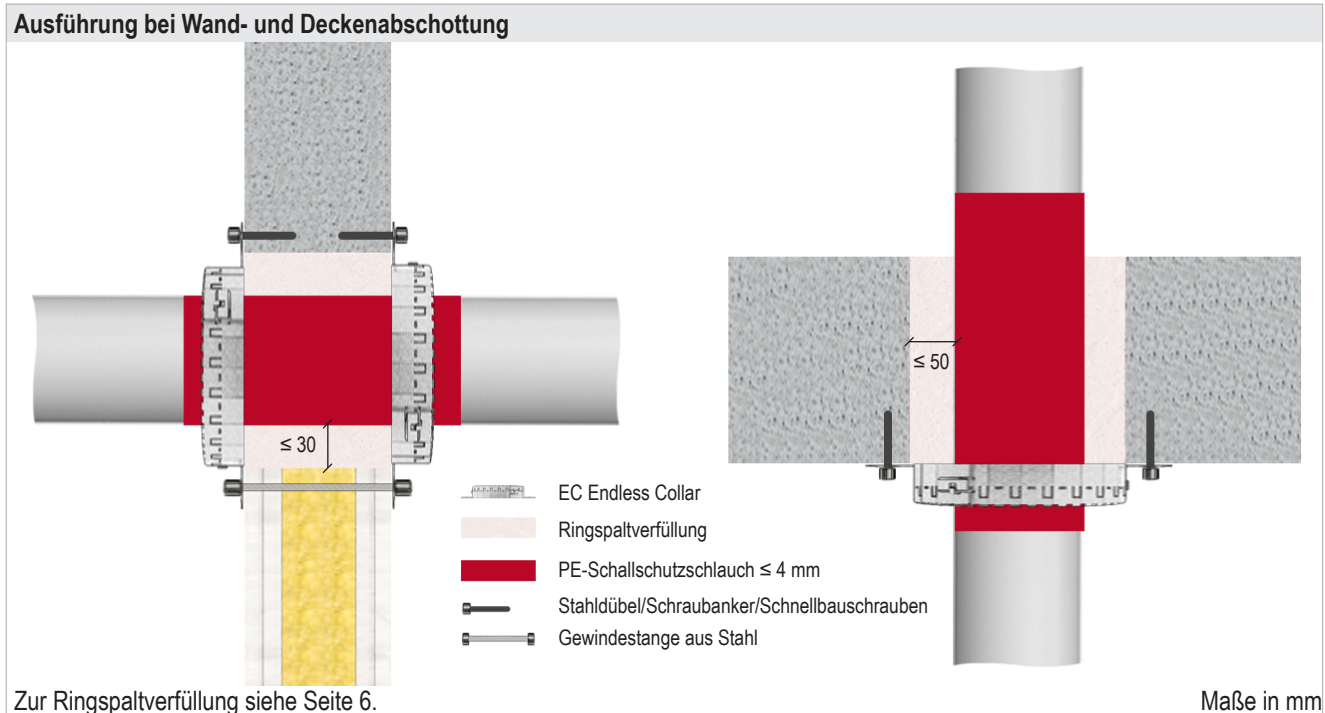 Ausführung bei Wand- und Deckenabschottung
≤ 30
≤ 50
EC Endless Collar
Ringspaltverfüllung
PE-Schallschutzschlauch ≤ 4 mm
Stahldübel/Schraubanker/Schnellbauschrauben
Gewindestange aus Stahl
Zur Ringspaltverfüllung siehe Seite 6.
Maße in mm